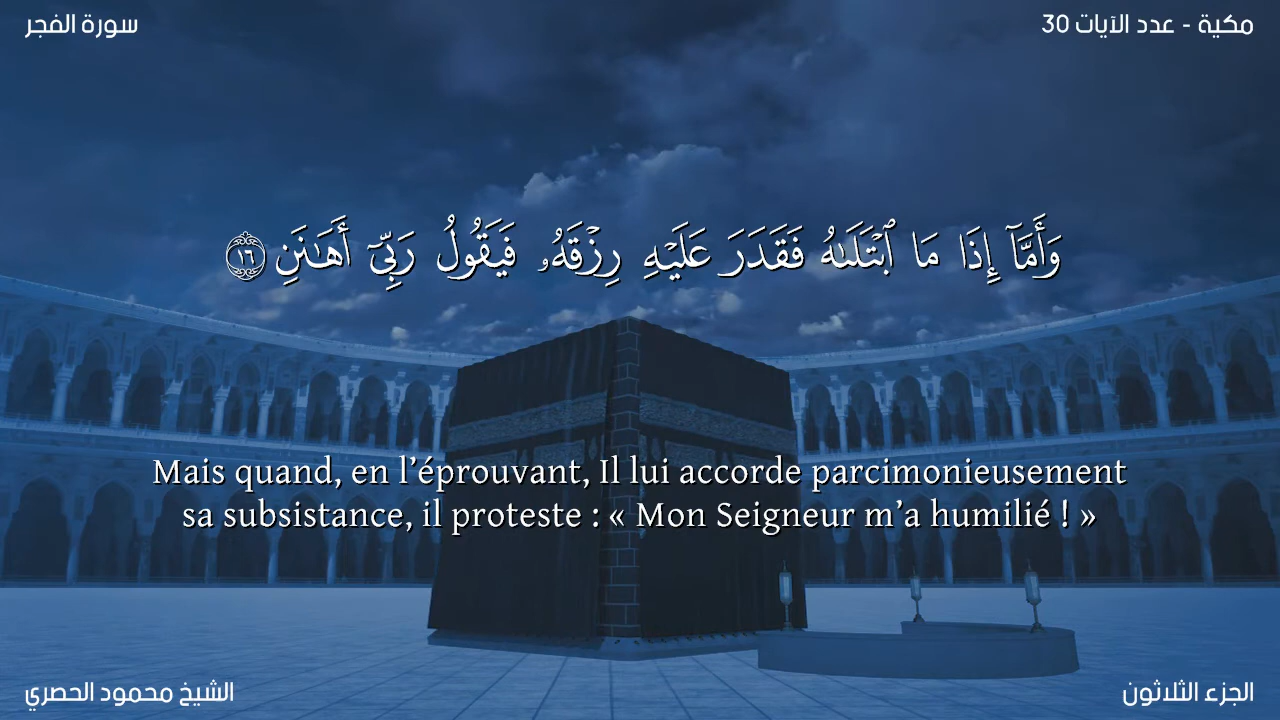 سورة الفجر
مكية - عدد الآيات 30
وَأَمَّآ إِذَا مَا ٱبْتَلَىٰهُ فَقَدَرَ عَلَيْهِ رِزْقَهُۥ فَيَقُولُ رَبِّىٓ أَهَـٰنَنِ ١٦
Mais quand, en l’éprouvant, Il lui accorde parcimonieusement
sa subsistance, il proteste : « Mon Seigneur m’a humilié ! »
الشيخ محمود الحصري
الجزء الثلاثون